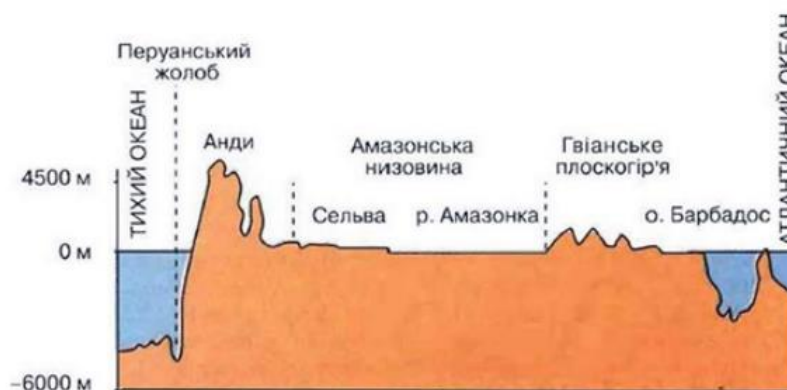 Перуанський
жолоб
ТИХИЙ ОКЕАН
Анди
Амазонська
низовина
Гвіанське
плоскогір'я
АТЛАНТИЧНИЙ ОКЕАН
4500 м
Сельва
р. Амазонка
о. Барбадос
0 м
–6000 м